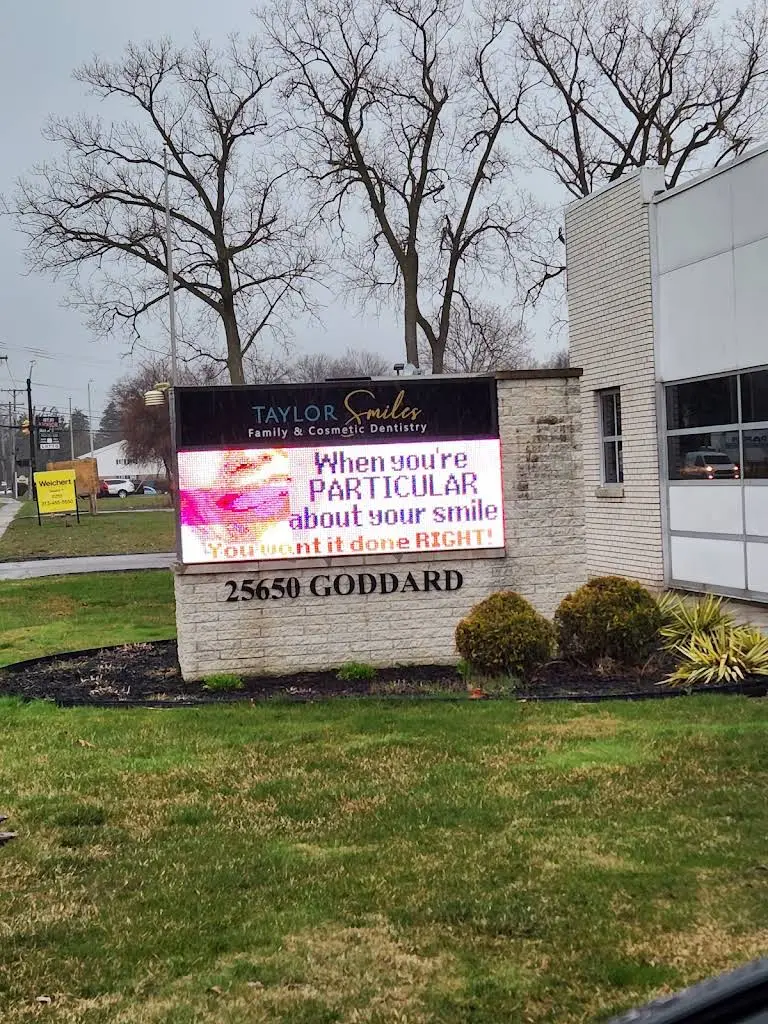 TAYLOR Smiles
Family & Cosmetic Dentistry
When you're
PARTICULAR
about your smile
You want it done RIGHT!
25650 GODDARD
Weichert